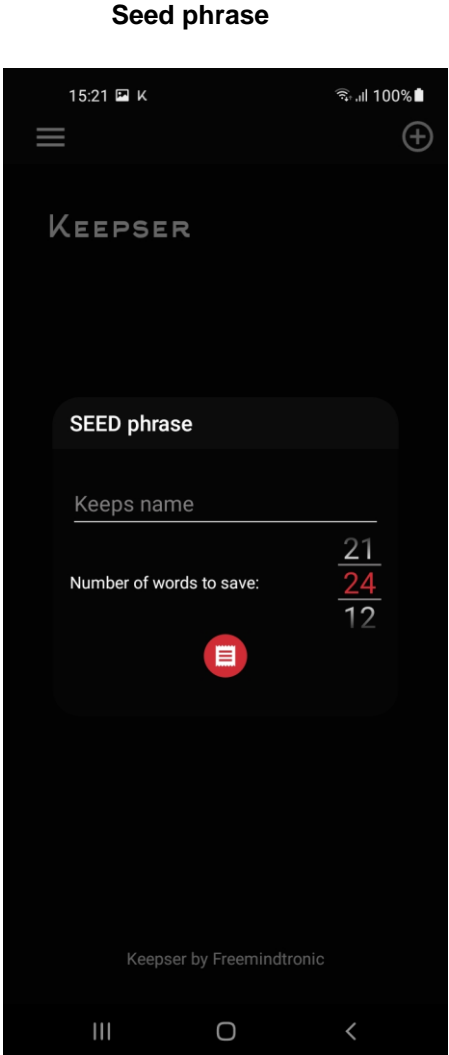 Seed phrase
15:21 K 100%
KEEPSER
SEED phrase
Keeps name
21
Number of words to save: 24
12
Keepser by Freemindtronic